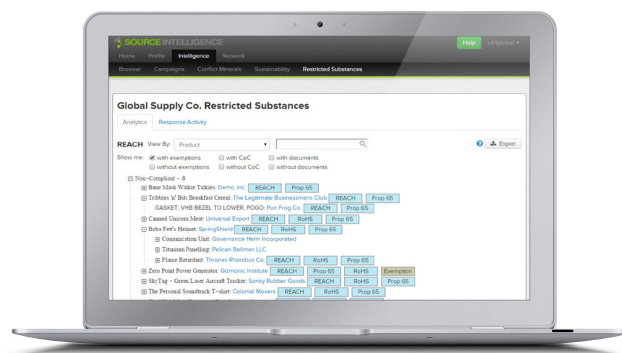 SOURCE INTELLIGENCE
Help
Home Profile Intelligence Network
Browser Campaigns Conflict Minerals Sustainability Restricted Substances
Global Supply Co. Restricted Substances
Analytics Response Activity
REACH View By: Product Export
Show me: with exemptions with CoC with documents
without exemptions without CoC without documents
Non-Compliant - 8
Bane Mask Walkie Talkies: Demo, Inc. REACH Prop 65
Tribbles 'n' Bits Breakfast Cereal: The Legitimate Businessmens Club REACH Prop 65
GASKET, VHB BEZEL TO LOWER, POGO: Pun Frog Co. REACH Prop 65
Canned Unicorn Meat: Universal Export REACH RoHS Prop 65
Boba Fett's Helmet: SpringShield REACH RoHS Prop 65
Communication Unit: Governance Helm Incorporated
Titanium Panelling: Pelican Bellman LLC
Flame Retardant: Thrones Rhombus Co. REACH RoHS Prop 65
Zero Point Power Generator: Gizmonic Institute REACH Prop 65 RoHS Exemption
SkyTag - Green Laser Aircraft Tracker: Sonky Rubber Goods REACH RoHS Prop 65
The Personal Soundtrack T-shirt: Colonial Movers REACH RoHS Prop 65